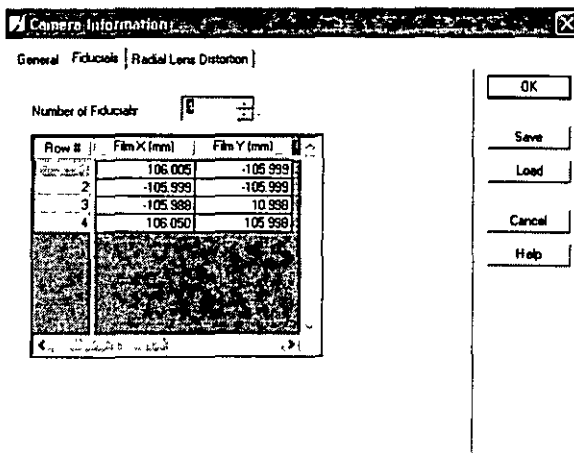 Camera Information
General Fiducials Radial Lens Distortion
OK
Number of Fiducials
Save
Row # Film X (mm) Film Y (mm)
106.005 -105.999
Load
2 -105.999 -105.999
3 -105.988 10.998
4 106.050 105.998
Cancel
Help